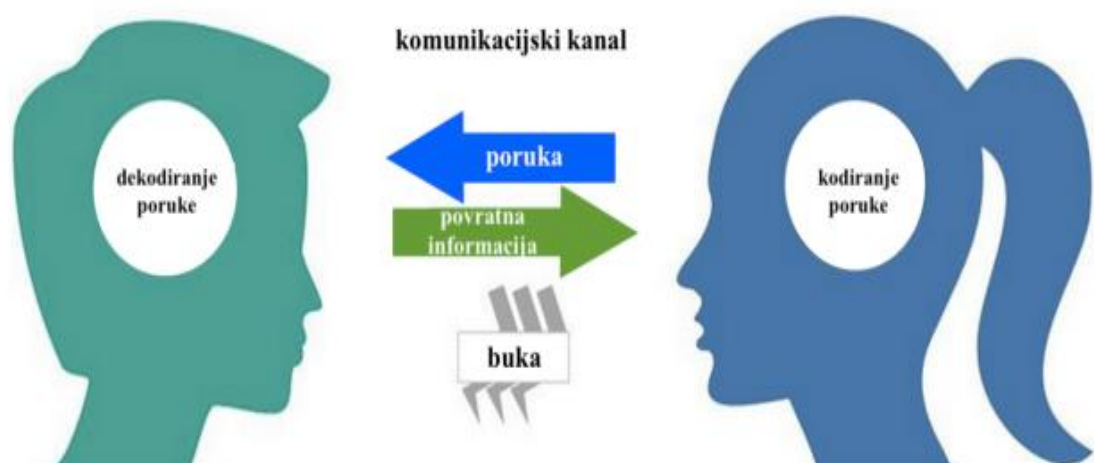 komunikacijski kanal
dekodiranje
poruke
poruka
povratna
informacija
buka
kodiranje
poruke